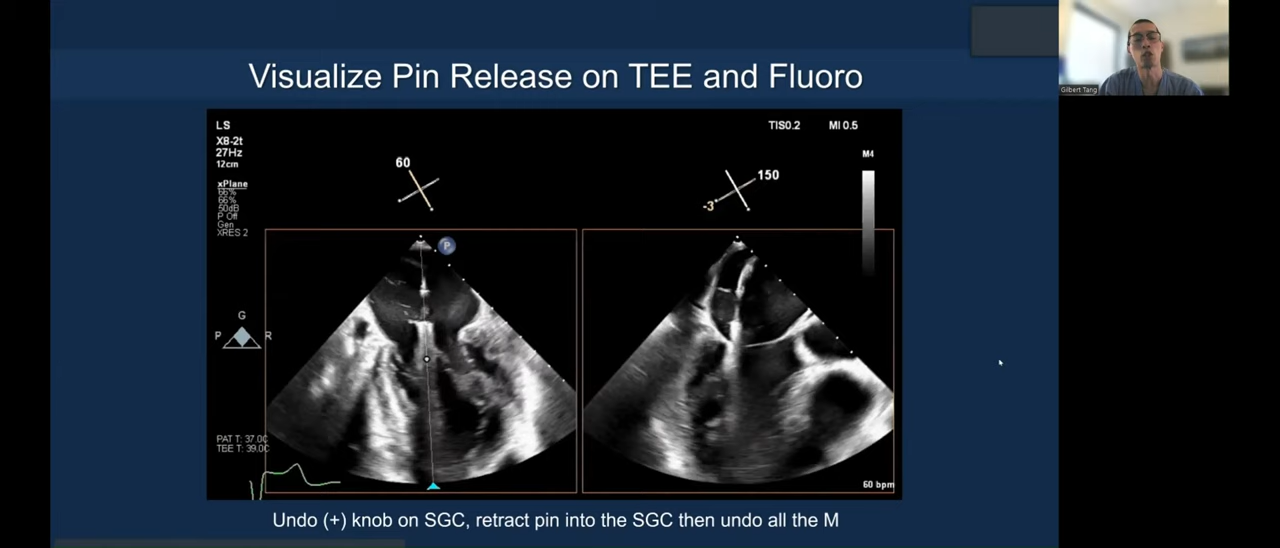 Visualize Pin Release on TEE and Fluoro
Gilbert Tang
LS
X8-2t
27Hz
12cm
xPlane
66%
66%
50dB
P Off
Gen
XRES 2
TIS0.2 MI 0.5
M4
60
150
-3
P
G
P R
PAT T: 37.0C
TEE T: 39.0C
60 bpm
Undo (+) knob on SGC, retract pin into the SGC then undo all the M